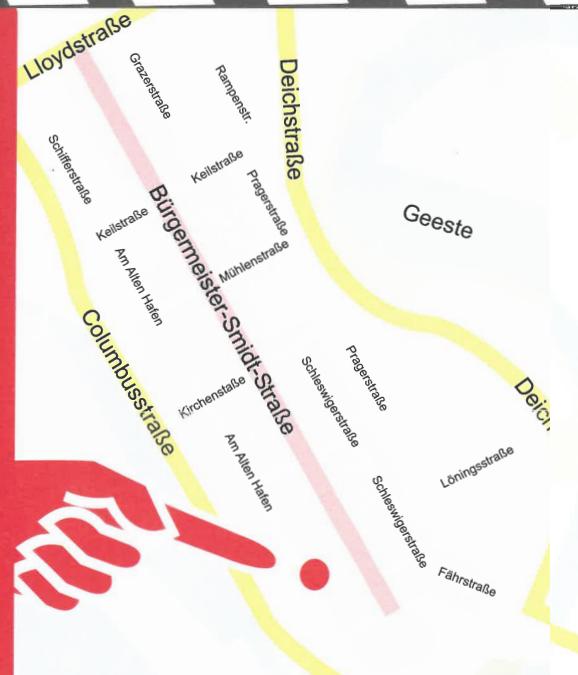 Lloydstraße
Grazerstraße
Rampenstr.
Deichstraße
Schifferstraße
Keilstraße
Pragerstraße
Keilstraße
Bürgermeister-Smidt-Straße
Geeste
Mühlenstraße
Am Alten Hafen
Columbusstraße
Kirchenstaße
Schleswigerstraße
Pragerstraße
Deich
Am Alten Hafen
Löningsstraße
Schleswigerstraße
Fährstraße